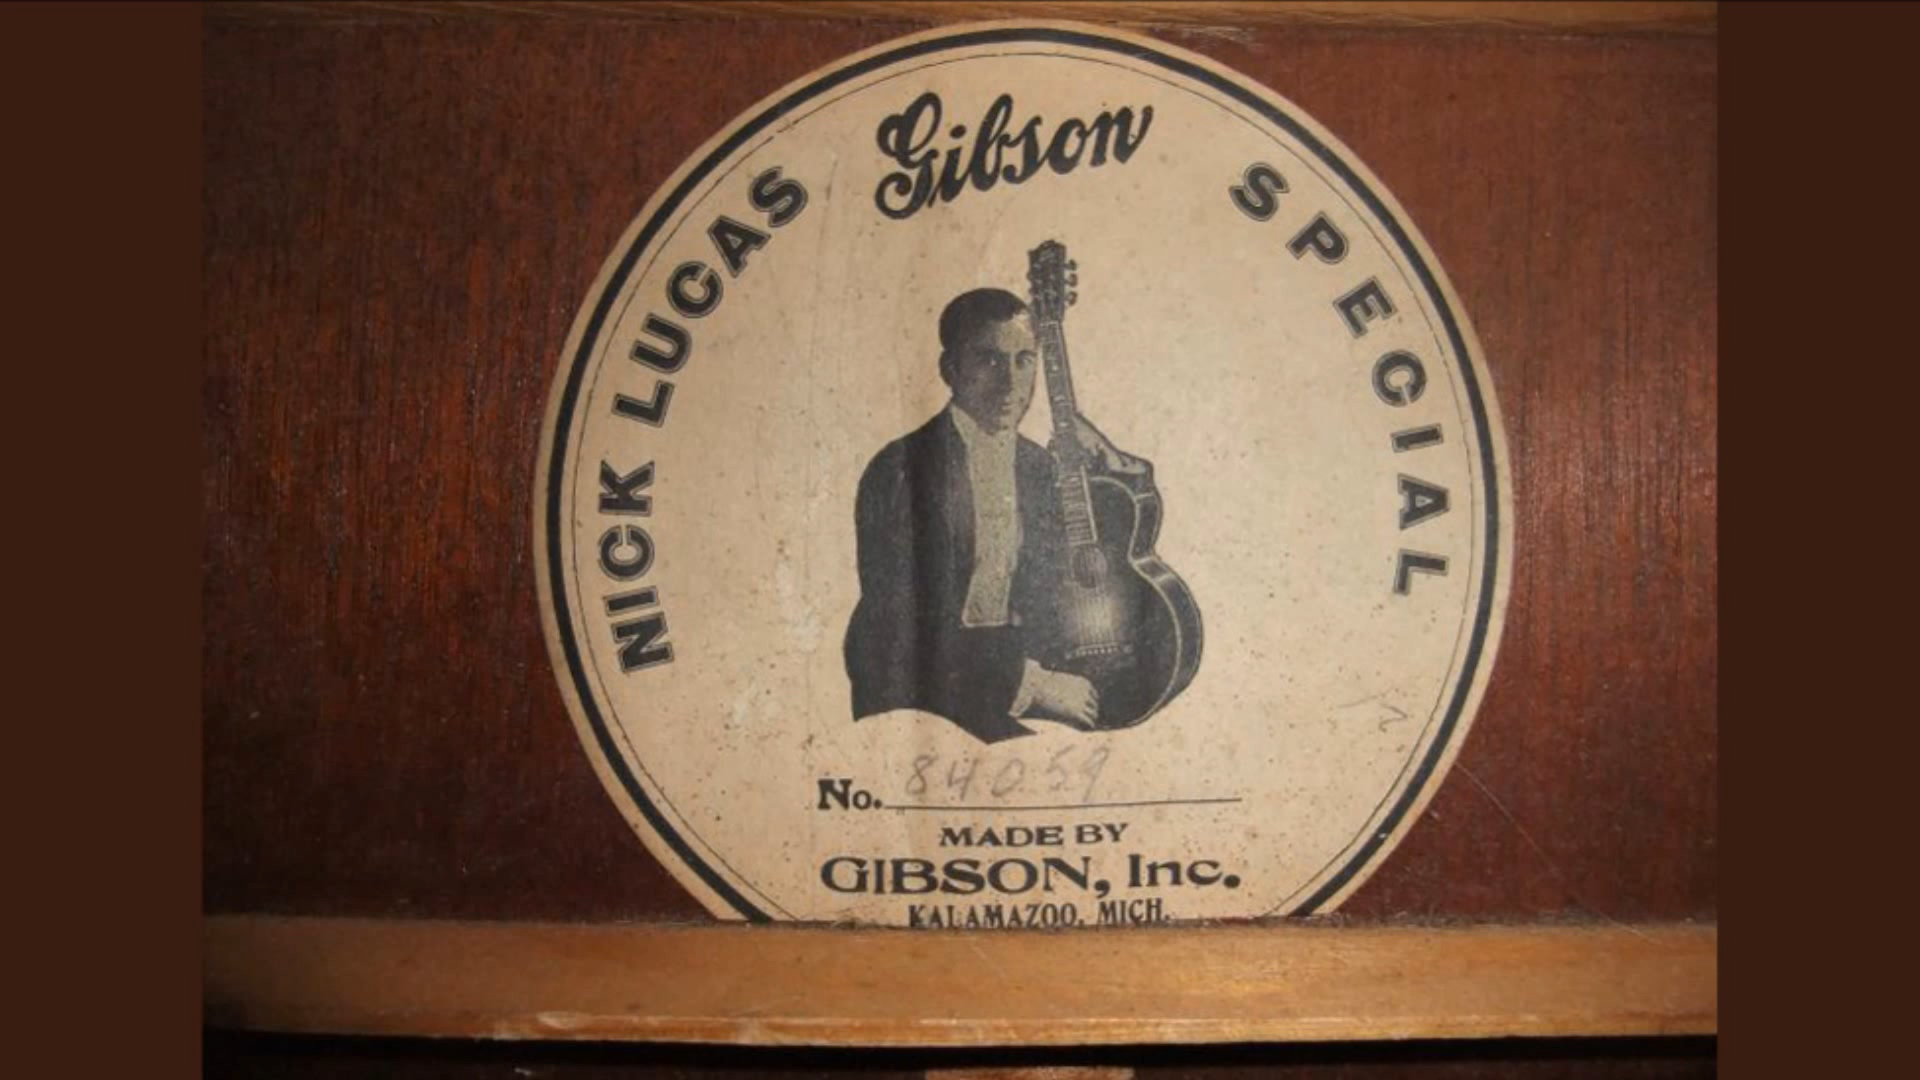 Gibson
NICK LUCAS SPECIAL
No. 84059
MADE BY
GIBSON, Inc.
KALAMAZOO, MICH.